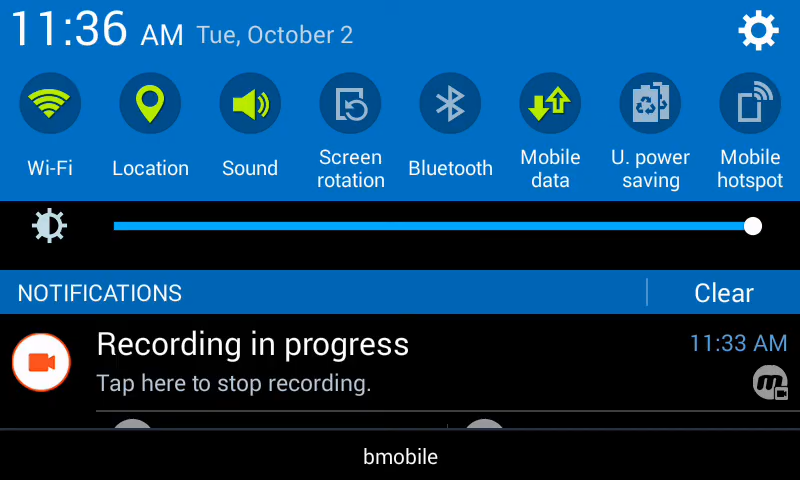 11:36 AM Tue, October 2
Wi-Fi
Location
Sound
Screen
rotation
Bluetooth
Mobile
data
U. power
saving
Mobile
hotspot
NOTIFICATIONS
Clear
Recording in progress
11:33 AM
Tap here to stop recording.
m
bmobile